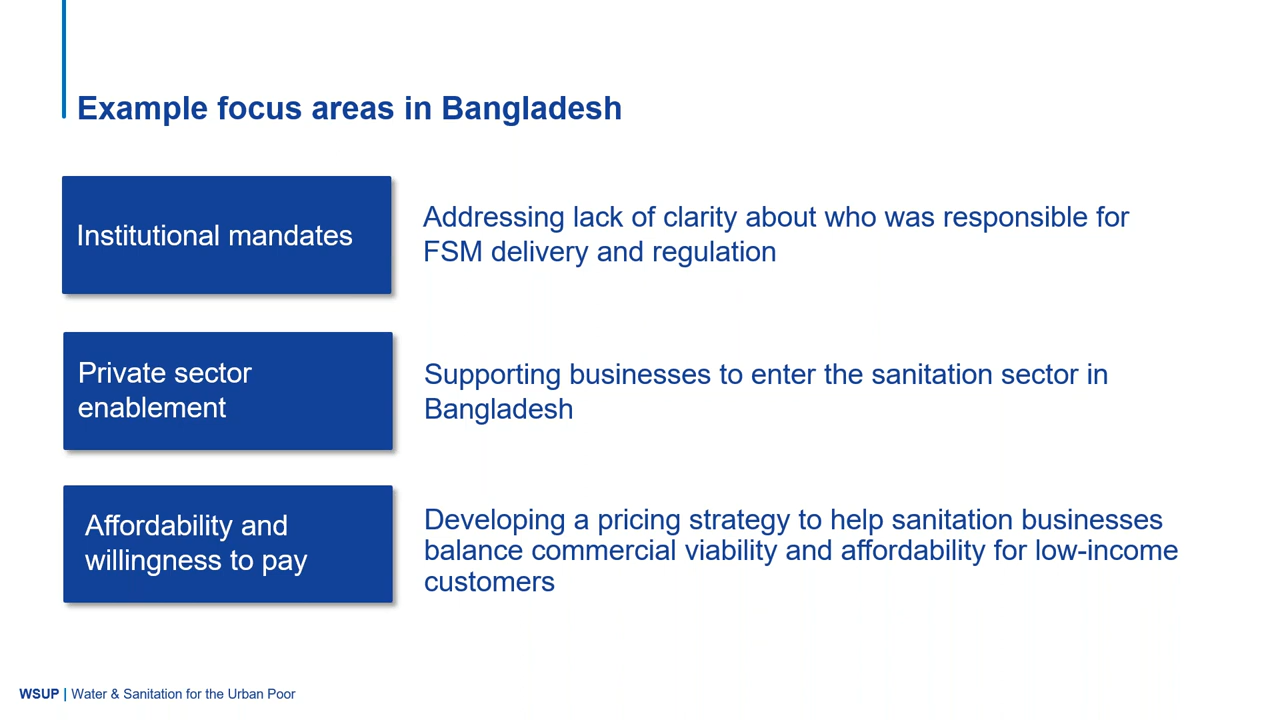 Example focus areas in Bangladesh
Institutional mandates
Addressing lack of clarity about who was responsible for
FSM delivery and regulation
Private sector
enablement
Supporting businesses to enter the sanitation sector in
Bangladesh
Affordability and
willingness to pay
Developing a pricing strategy to help sanitation businesses
balance commercial viability and affordability for low-income
customers
WSUP | Water & Sanitation for the Urban Poor